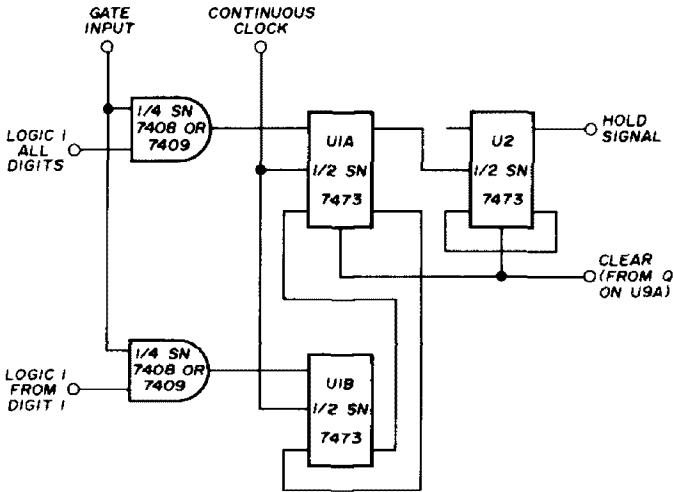 GATE
INPUT
CONTINUOUS
CLOCK
1/4 SN
7408 OR
7409
LOGIC 1
ALL
DIGITS
U1A
1/2 SN
7473
U2
1/2 SN
7473
HOLD
SIGNAL
CLEAR
(FROM Q
ON U9A)
1/4 SN
7408 OR
7409
LOGIC 1
FROM
DIGIT 1
U1B
1/2 SN
7473